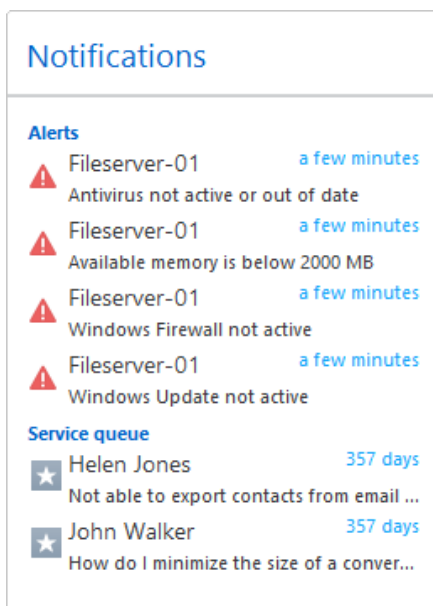 Notifications
Alerts
Fileserver-01 a few minutes
Antivirus not active or out of date
Fileserver-01 a few minutes
Available memory is below 2000 MB
Fileserver-01 a few minutes
Windows Firewall not active
Fileserver-01 a few minutes
Windows Update not active
Service queue
Helen Jones 357 days
Not able to export contacts from email ...
John Walker 357 days
How do I minimize the size of a conver...